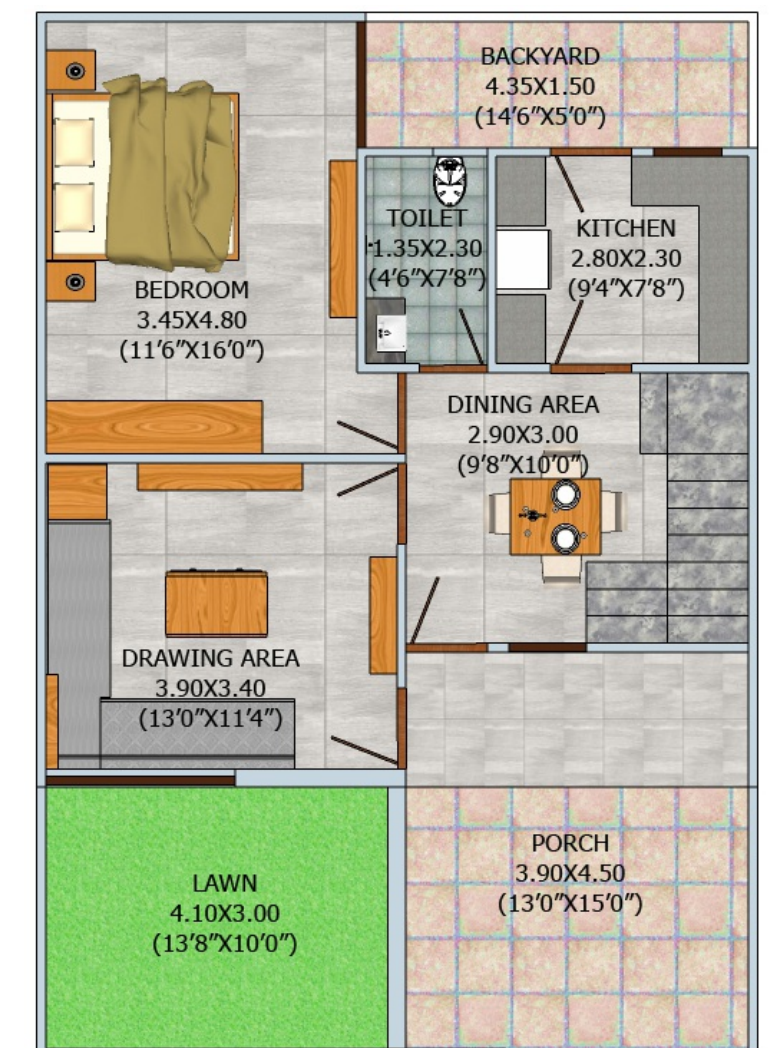 BACKYARD
4.35X1.50
(14'6"X5'0")
TOILET
1.35X2.30
(4'6"X7'8")
KITCHEN
2.80X2.30
(9'4"X7'8")
BEDROOM
3.45X4.80
(11'6"X16'0")
DINING AREA
2.90X3.00
(9'8"X10'0")
DRAWING AREA
3.90X3.40
(13'0"X11'4")
PORCH
3.90X4.50
(13'0"X15'0")
LAWN
4.10X3.00
(13'8"X10'0")